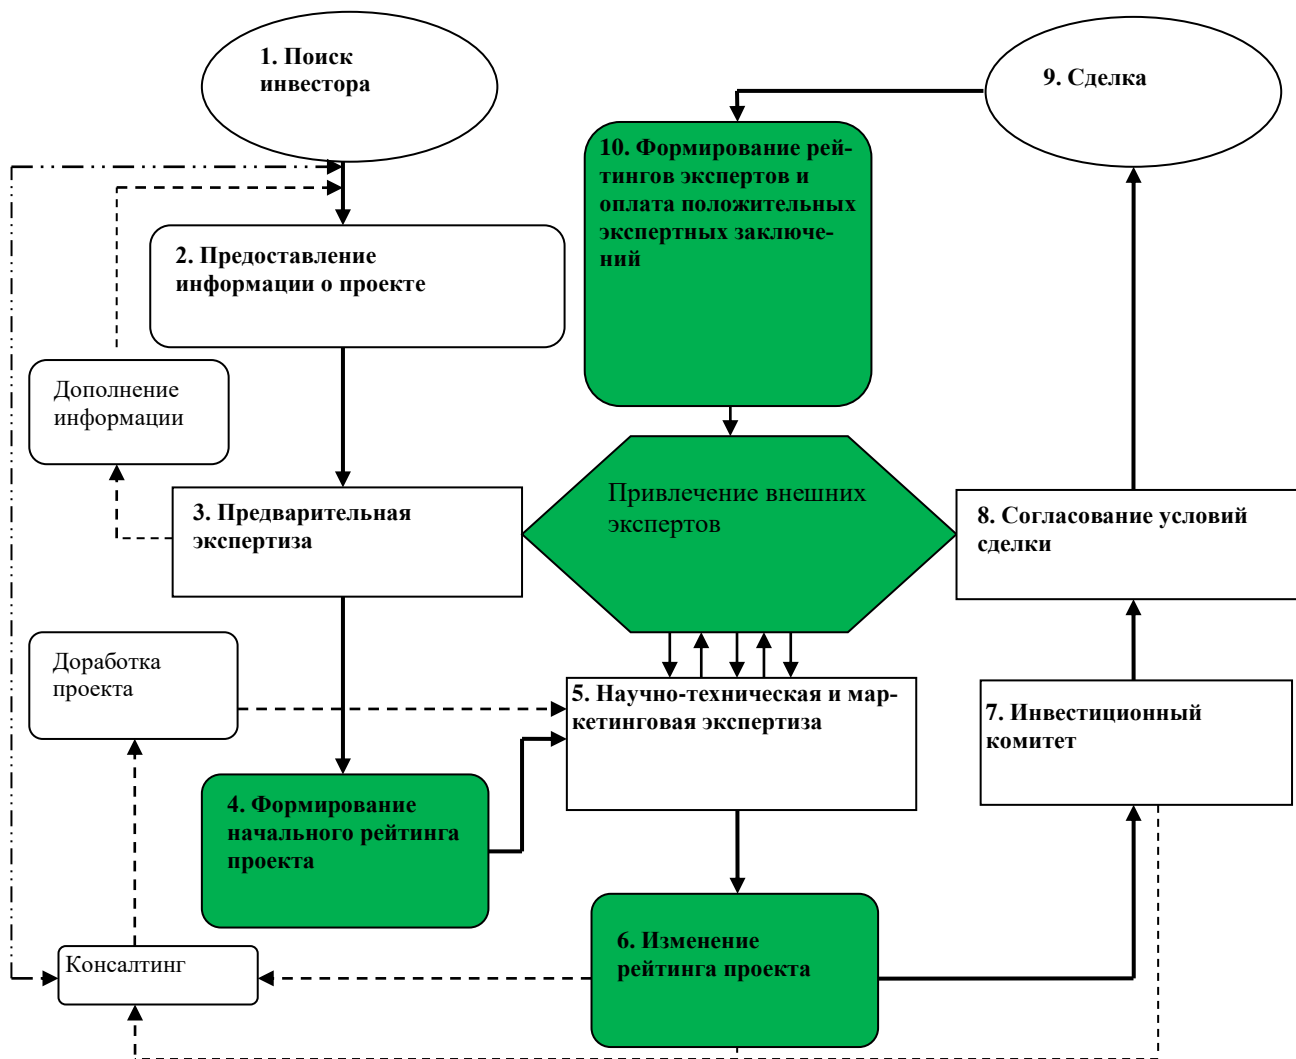 1. Поиск
инвестора
9. Сделка
10. Формирование рей-
тингов экспертов и
оплата положительных
экспертных заключе-
ний
2. Предоставление
информации о проекте
Дополнение
информации
Привлечение внешних
экспертов
3. Предварительная
экспертиза
8. Согласование условий
сделки
Доработка
проекта
5. Научно-техническая и мар-
кетинговая экспертиза
7. Инвестиционный
комитет
4. Формирование
начального рейтинга
проекта
6. Изменение
рейтинга проекта
Консалтинг